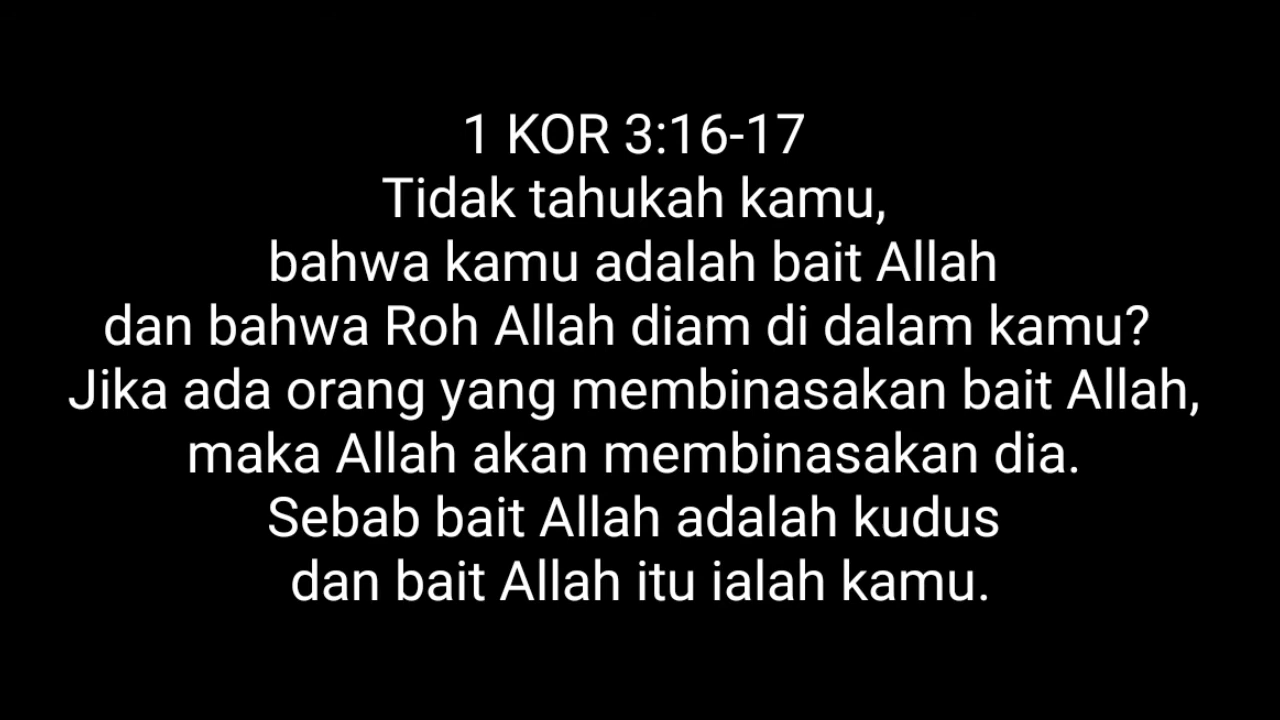 1 KOR 3:16-17
Tidak tahukah kamu,
bahwa kamu adalah bait Allah
dan bahwa Roh Allah diam di dalam kamu?
Jika ada orang yang membinasakan bait Allah,
maka Allah akan membinasakan dia.
Sebab bait Allah adalah kudus
dan bait Allah itu ialah kamu.